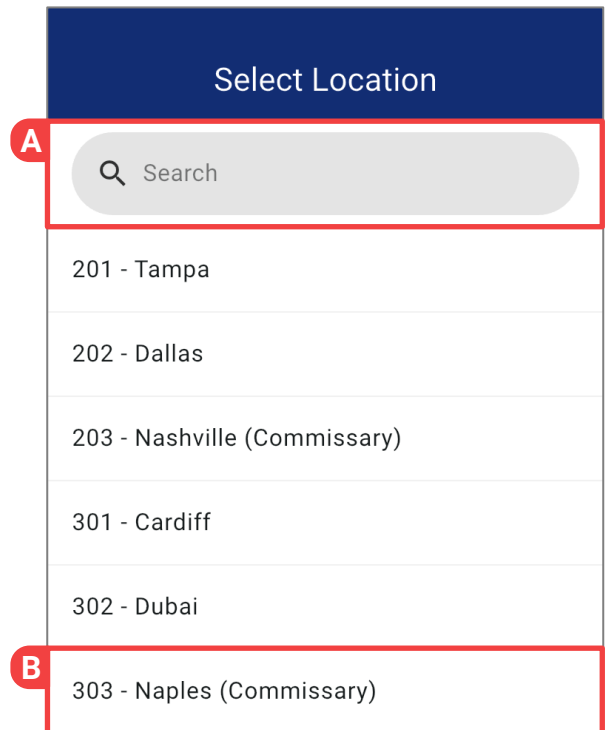 Select Location
A
Search
201 - Tampa
202 - Dallas
203 - Nashville (Commissary)
301 - Cardiff
302 - Dubai
B
303 - Naples (Commissary)